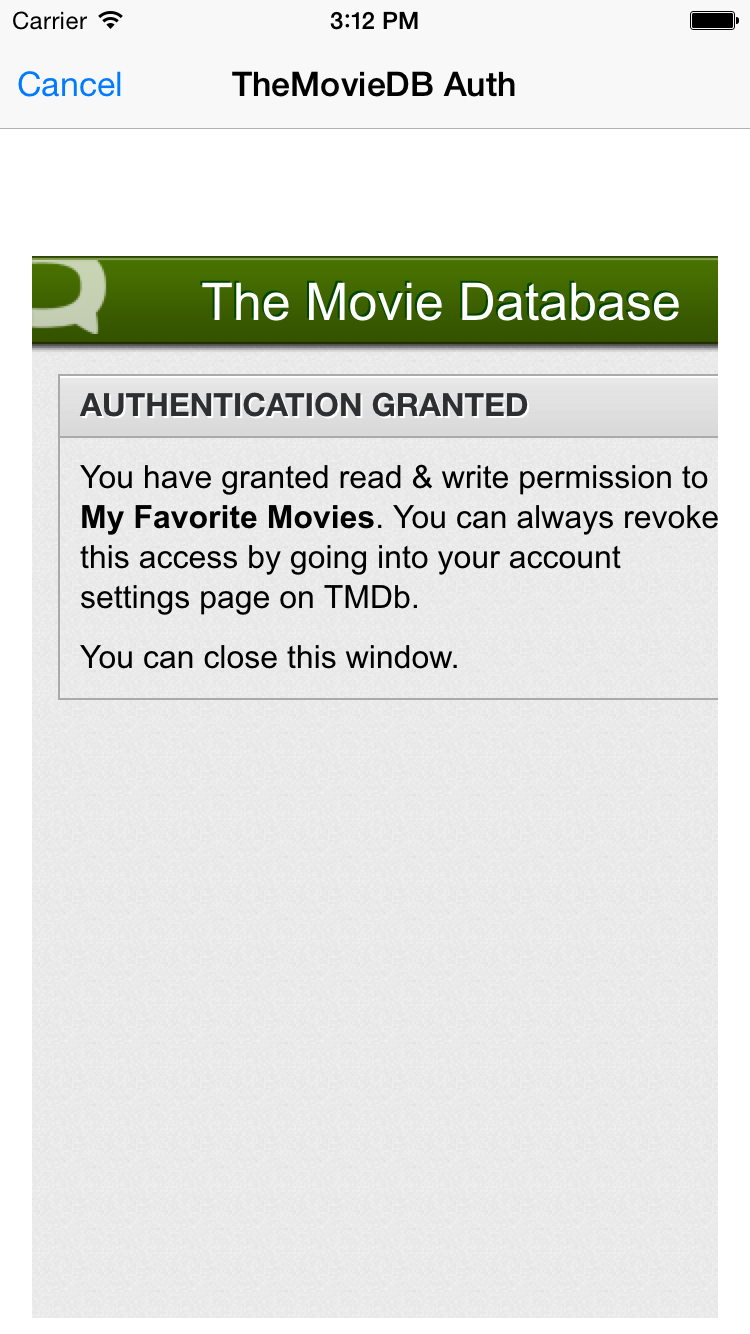 Carrier 3:12 PM
Cancel TheMovieDB Auth
The Movie Database
AUTHENTICATION GRANTED
You have granted read & write permission to
My Favorite Movies. You can always revoke
this access by going into your account
settings page on TMDb.
You can close this window.